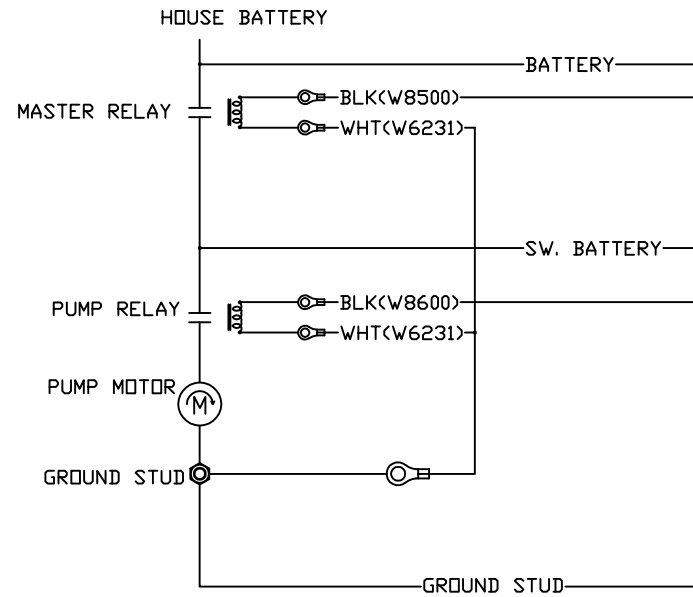 HOUSE BATTERY
BATTERY
BLK(W8500)
MASTER RELAY
WHT(W6231)
SW. BATTERY
BLK(W8600)
PUMP RELAY
WHT(W6231)
PUMP MOTOR
M
GROUND STUD
GROUND STUD